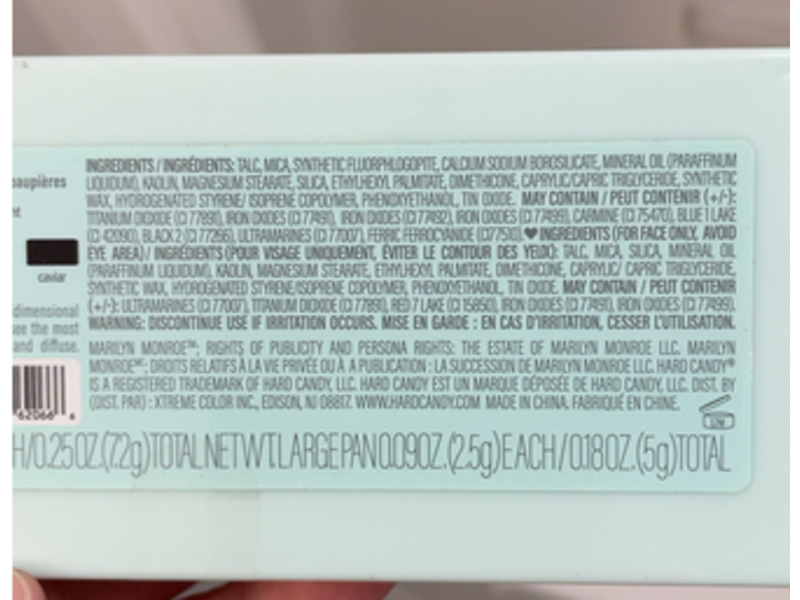 INGREDIENTS / INGRÉDIENTS: TALC, MICA, SYNTHETIC FLUORPHLOGOPITE, CALCIUM SODIUM BOROSILICATE, MINERAL OIL (PARAFFINUM
paupières LIQUIDUM), KAOLIN, MAGNESIUM STEARATE, SILICA, ETHYLHEXYL PALMITATE, DIMETHICONE, CAPRYLIC/CAPRIC TRIGLYCERIDE, SYNTHETIC
WAX, HYDROGENATED STYRENE/ ISOPRENE COPOLYMER, PHENOXYETHANOL, TIN OXIDE. MAY CONTAIN / PEUT CONTENIR (+/-):
TITANIUM DIOXIDE (CI 77891), IRON OXIDES (CI 77491), IRON OXIDES (CI 77492), IRON OXIDES (CI 77499), CARMINE (CI 75470), BLUE 1 LAKE
(CI 42090), BLACK 2 (CI 77266), ULTRAMARINES (CI 77007), FERRIC FERROCYANIDE (CI 77510). ♥ INGREDIENTS (FOR FACE ONLY, AVOID
EYE AREA) / INGRÉDIENTS (POUR VISAGE UNIQUEMENT, ÉVITER LE CONTOUR DES YEUX): TALC, MICA, SILICA, MINERAL OIL
(PARAFFINUM LIQUIDUM), KAOLIN, MAGNESIUM STEARATE, ETHYLHEXYL PALMITATE, DIMETHICONE, CAPRYLIC/ CAPRIC TRIGLYCERIDE,
caviar
SYNTHETIC WAX, HYDROGENATED STYRENE/ISOPRENE COPOLYMER, PHENOXYETHANOL, TIN OXIDE. MAY CONTAIN / PEUT CONTENIR
dimensional (+/-): ULTRAMARINES (CI 77007), TITANIUM DIOXIDE (CI 77891), RED 7 LAKE (CI 15850), IRON OXIDES (CI 77491), IRON OXIDES (CI 77499).
see the most WARNING: DISCONTINUE USE IF IRRITATION OCCURS. MISE EN GARDE : EN CAS D'IRRITATION, CESSER L'UTILISATION.
and diffuse. MARILYN MONROE™; RIGHTS OF PUBLICITY AND PERSONA RIGHTS: THE ESTATE OF MARILYN MONROE LLC. MARILYN
MONROE™; DROITS RELATIFS À LA VIE PRIVÉE OU À A PUBLICATION : LA SUCCESSION DE MARILYN MONROE LLC. HARD CANDY®
IS A REGISTERED TRADEMARK OF HARD CANDY, LLC. HARD CANDY EST UN MARQUE DÉPOSÉE DE HARD CANDY, LLC. DIST. BY
(DIST. PAR) : XTREME COLOR INC., EDISON, NJ 08817. WWW.HARDCANDY.COM MADE IN CHINA. FABRIQUÉ EN CHINE.
62066 6
12M
H/0.25 OZ.(7.2g)TOTAL NET WT. LARGE PAN 0.09 OZ.(2.5g) EACH/0.18 OZ.(5g)TOTAL